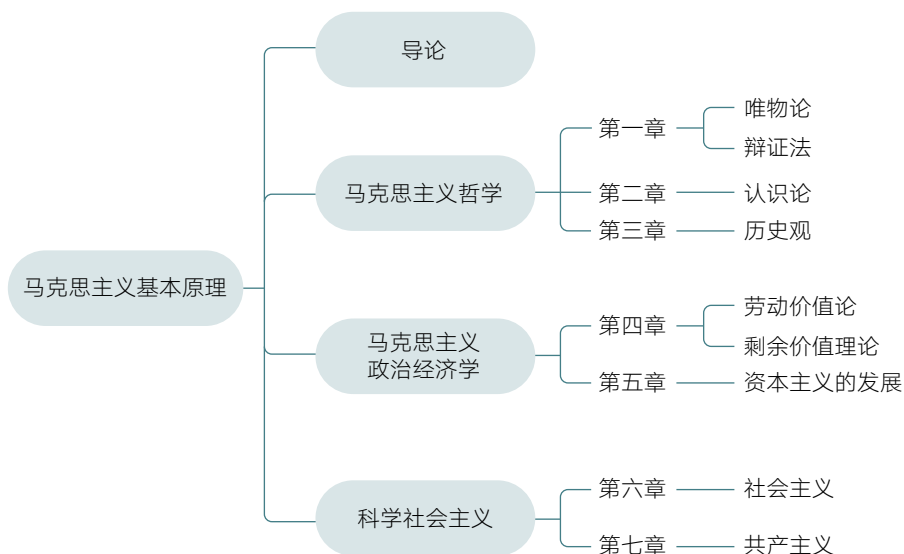 导论
第一章
唯物论
辩证法
马克思主义哲学
第二章
认识论
第三章
历史观
马克思主义基本原理
第四章
劳动价值论
剩余价值理论
马克思主义
政治经济学
第五章
资本主义的发展
第六章
社会主义
科学社会主义
第七章
共产主义